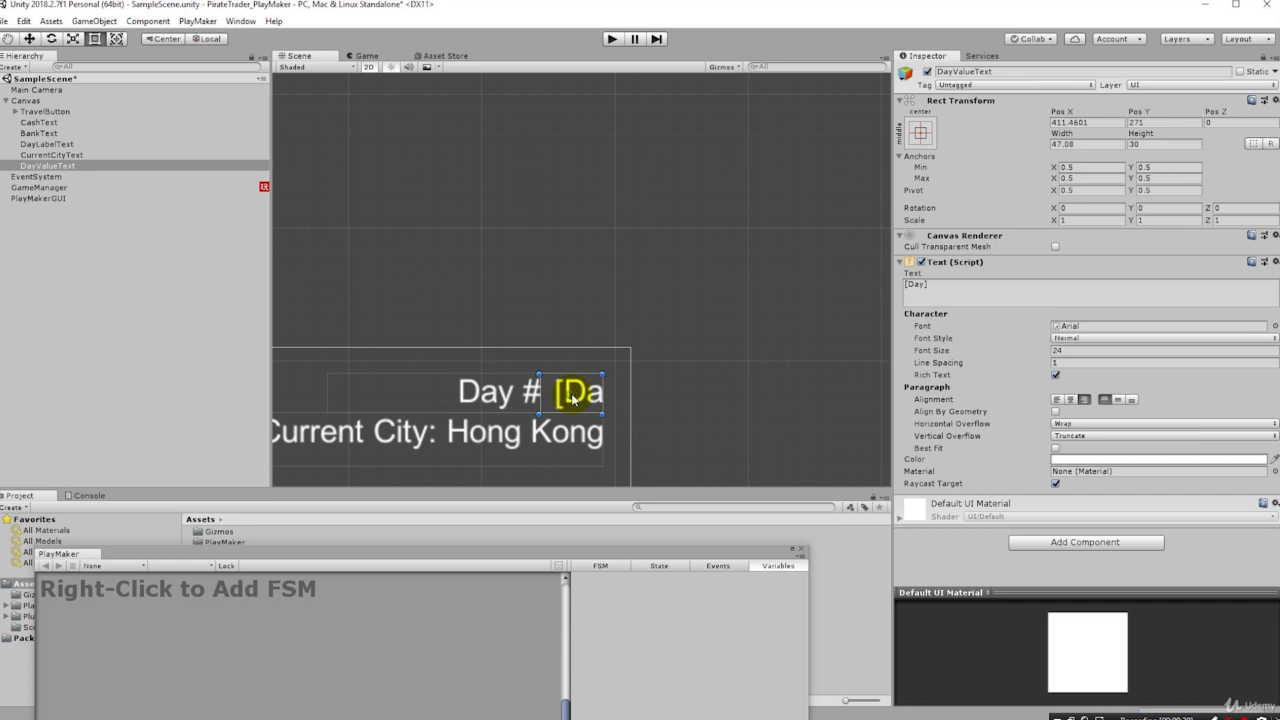 Unity 2018.2.7f1 Personal (64bit) - SampleScene.unity - PirateTrader_PlayMaker - PC, Mac & Linux Standalone* <DX11>
Edit Assets GameObject Component PlayMaker Window Help
Center Local Collab Account Layers Layout
Hierarchy Scene Game Asset Store Inspector Services
Create All Shaded 2D Gizmos All
SampleScene*
Main Camera
Canvas
TravelButton
CashText
BankText
DayLabelText
CurrentCityText
DayValueText
EventSystem
GameManager 玩
PlayMakerGUI
Day # [Da
Current City: Hong Kong
DayValueText Static
Tag Untagged Layer UI
Rect Transform
center
middle
Pos X Pos Y Pos Z
411.4601 271 0
Width Height
47.08 30
R
Anchors
Min X 0.5 Y 0.5
Max X 0.5 Y 0.5
Pivot X 0.5 Y 0.5
Rotation X 0 Y 0 Z 0
Scale X 1 Y 1 Z 1
Canvas Renderer
Cull Transparent Mesh
Text (Script)
Text
[Day]
Character
Font Arial
Font Style Normal
Font Size 24
Line Spacing 1
Rich Text
Paragraph
Alignment
Align By Geometry
Horizontal Overflow Wrap
Vertical Overflow Truncate
Best Fit
Color
Material None (Material)
Raycast Target
Default UI Material
Shader UI/Default
Add Component
Default UI Material
Project Console
Create
Favorites
All Materials
All Models
All
All
Assets
Gizmos
PlayMaker
PlayMaker
None Lock FSM State Events Variables
Right-Click to Add FSM
Udemy